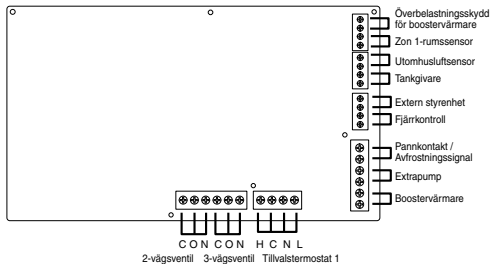 Överbelastningsskydd
för boostervärmare
Zon 1-rumssensor
Utomhusluftsensor
Tankgivare
Extern styrenhet
Fjärrkontroll
Pannkontakt /
Avfrostningssignal
Extrapump
Boostervärmare
C O N C O N H C N L
2-vägsventil 3-vägsventil Tillvalstermostat 1